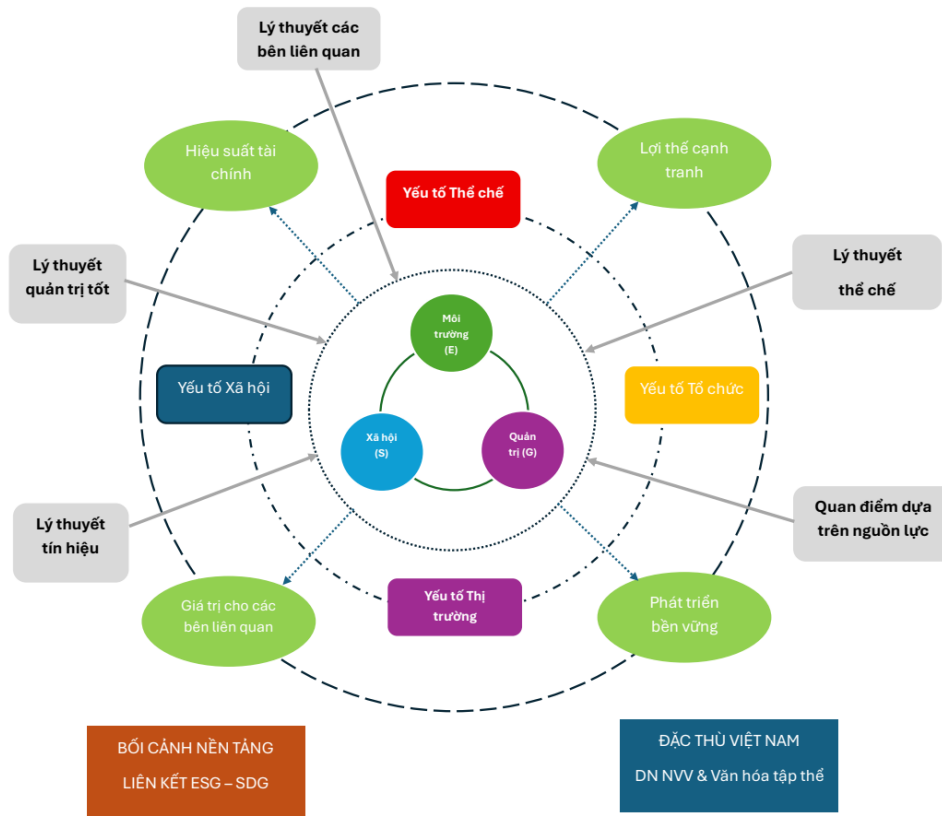 Lý thuyết các
bên liên quan
Hiệu suất tài
chính
Lợi thế cạnh
tranh
Yếu tố Thể chế
Lý thuyết
quản trị tốt
Lý thuyết
thể chế
Môi
trường
(E)
Yếu tố Xã hội
Yếu tố Tổ chức
Xã hội
(S)
Quản
trị (G)
Lý thuyết
tín hiệu
Quan điểm dựa
trên nguồn lực
Giá trị cho các
bên liên quan
Yếu tố Thị
trường
Phát triển
bền vững
BỐI CẢNH NỀN TẢNG
LIÊN KẾT ESG – SDG
ĐẶC THÙ VIỆT NAM
DN NVV & Văn hóa tập thể